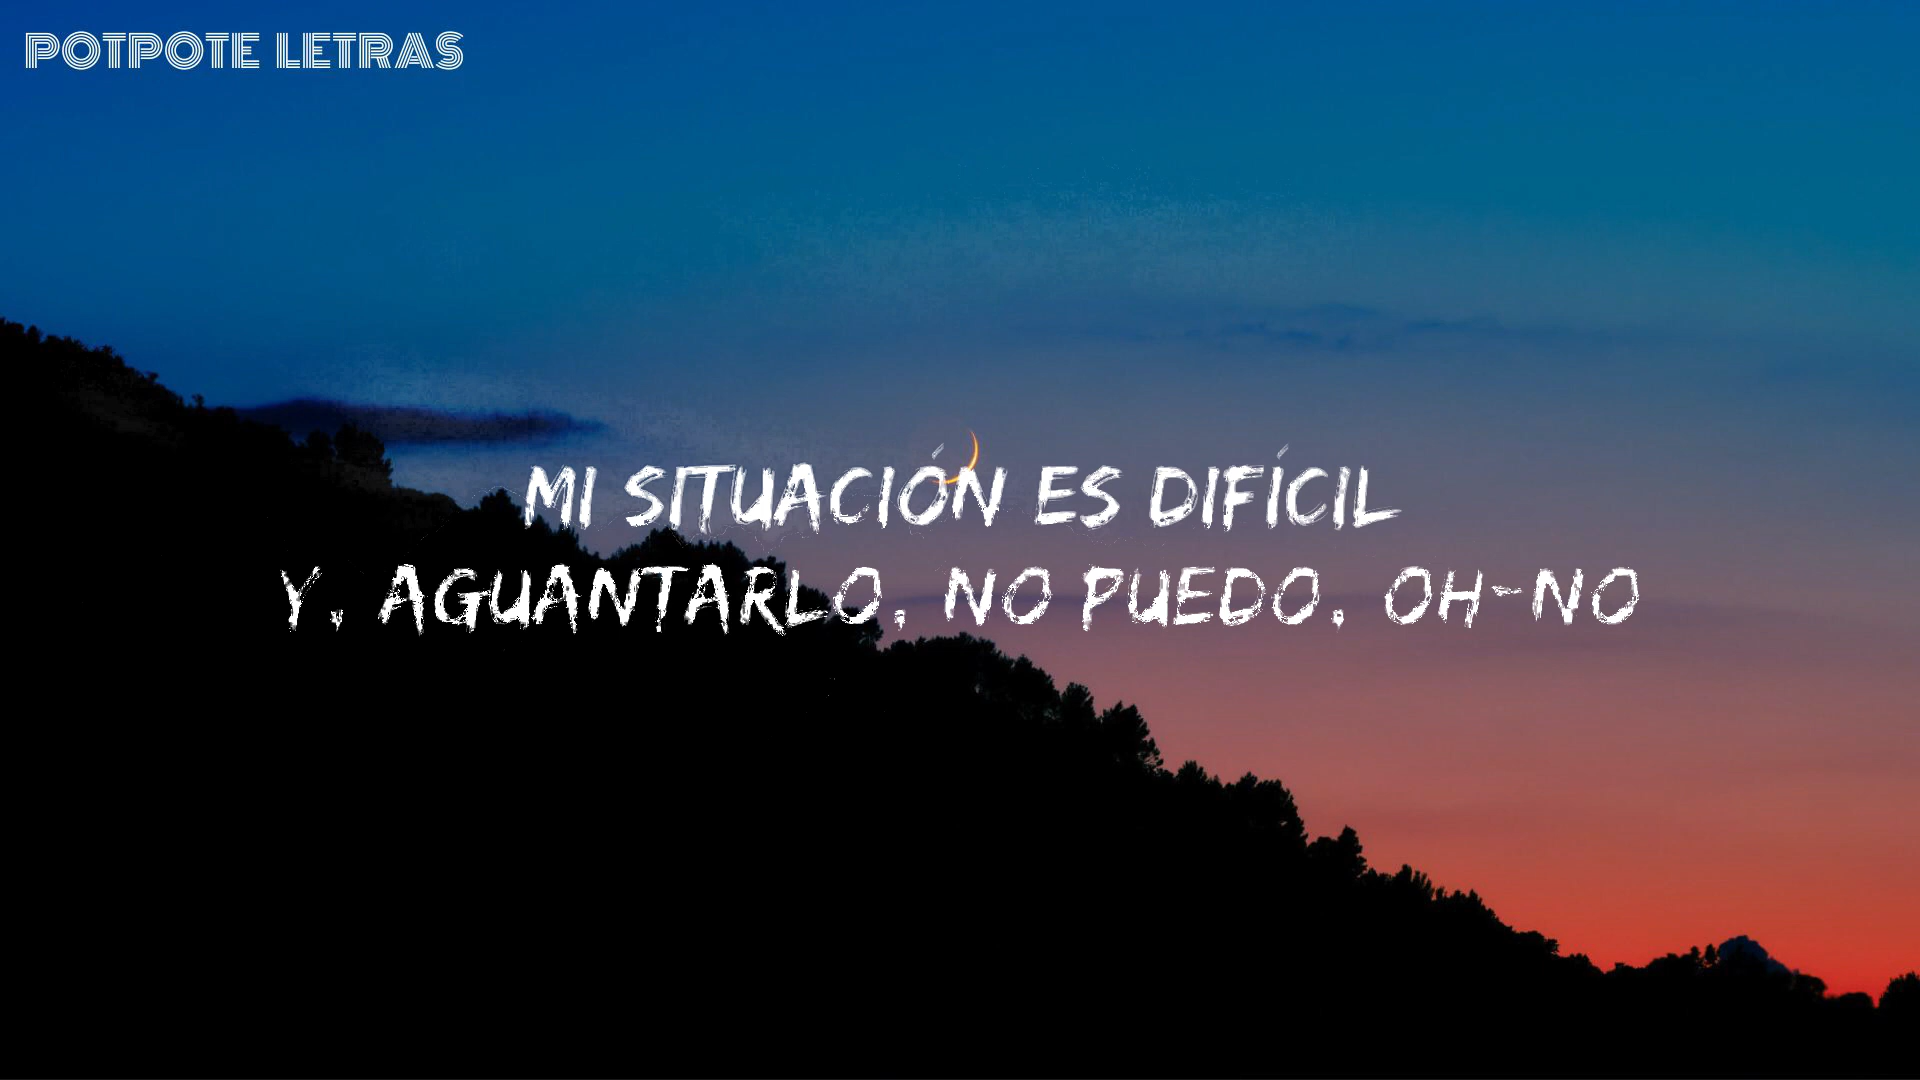 POTPOTE LETRAS
MI SITUACIÓN ES DIFÍCIL
Y, AGUANTARLO, NO PUEDO, OH-NO